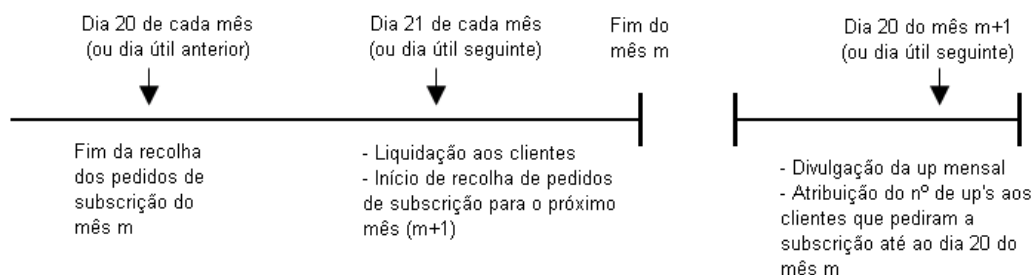 Dia 20 de cada mês
(ou dia útil anterior)
Dia 21 de cada mês
(ou dia útil seguinte)
Fim do
mês m
Dia 20 do mês m+1
(ou dia útil seguinte)
Fim da recolha
dos pedidos de
subscrição do
mês m
- Liquidação aos clientes
- Início de recolha de pedidos
de subscrição para o próximo
mês (m+1)
- Divulgação da up mensal
- Atribuição do nº de up's aos
clientes que pediram a
subscrição até ao dia 20 do
mês m